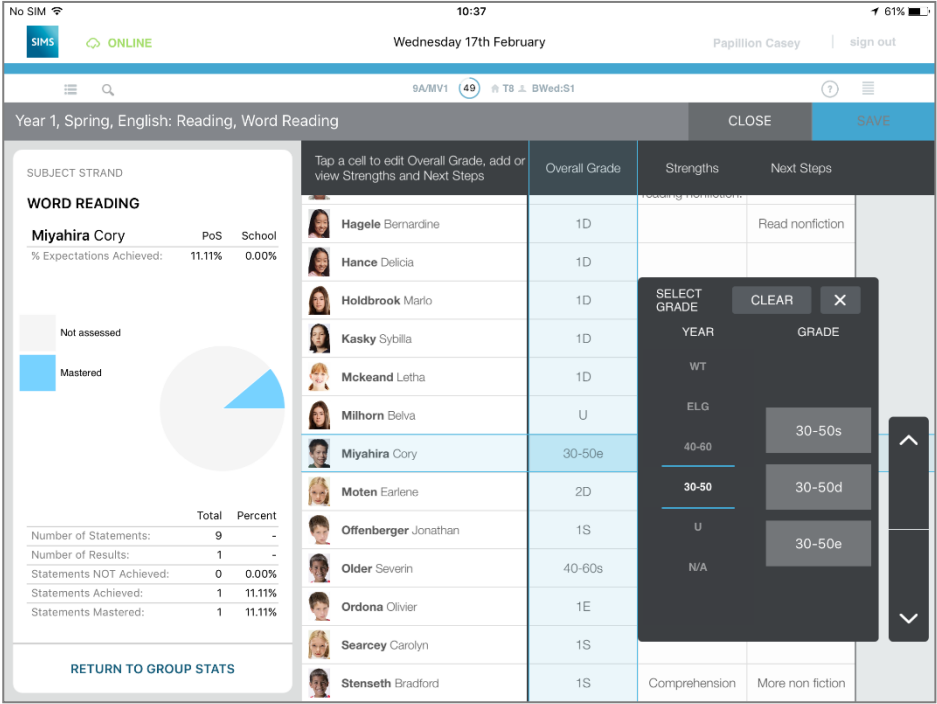 No SIM 10:37 61%
SIMS ONLINE Wednesday 17th February Papillion Casey sign out
9A/MV1 49 T8 BWed:S1 ?
Year 1, Spring, English: Reading, Word Reading CLOSE SAVE
SUBJECT STRAND
WORD READING
Miyahira Cory PoS School
% Expectations Achieved: 11.11% 0.00%
Not assessed
Mastered
Total Percent
Number of Statements: 9 -
Number of Results: 1 -
Statements NOT Achieved: 0 0.00%
Statements Achieved: 1 11.11%
Statements Mastered: 1 11.11%
RETURN TO GROUP STATS
Tap a cell to edit Overall Grade, add or
view Strengths and Next Steps
Overall Grade Strengths Next Steps
reading nonfiction.
Hagele Bernardine 1D Read nonfiction
Hance Delicia 1D
Holdbrook Marlo 1D
Kasky Sybilla 1D
Mckeand Letha 1D
Milhorn Belva U
Miyahira Cory 30-50e
Moten Earlene 2D
Offenberger Jonathan 1S
Older Severin 40-60s
Ordona Olivier 1E
Searcey Carolyn 1S
Stenseth Bradford 1S Comprehension More non fiction
SELECT
GRADE
CLEAR
YEAR GRADE
WT
ELG
40-60
30-50
U
N/A
30-50s
30-50d
30-50e